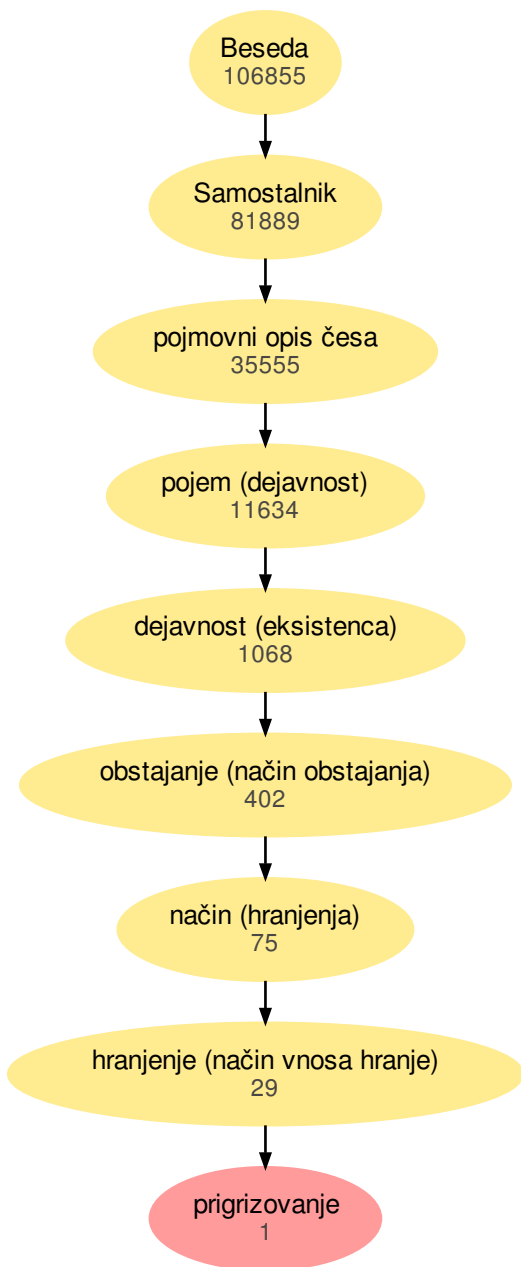 Beseda
106855
Samostalnik
81889
pojmovni opis česa
35555
pojem (dejavnost)
11634
dejavnost (eksistenca)
1068
obstajanje (način obstajanja)
402
način (hranjenja)
75
hranjenje (način vnosa hranje)
29
prigrizovanje
1